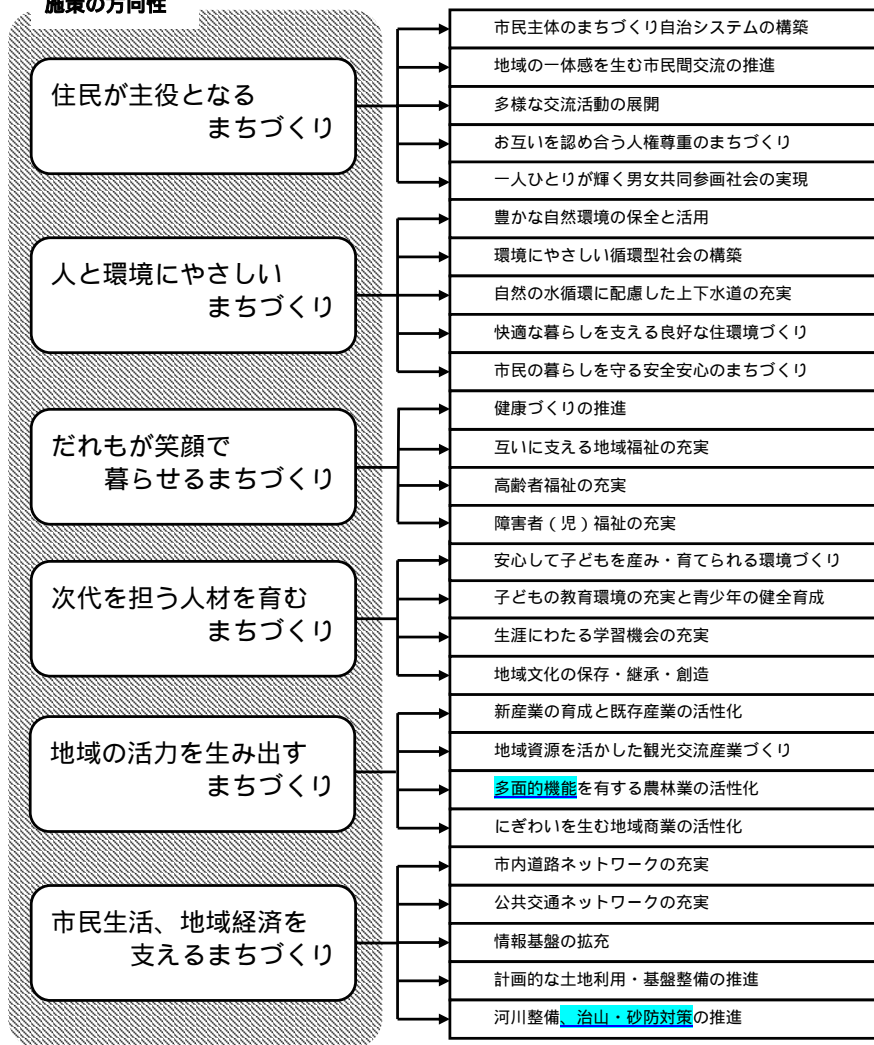 施策の方向性
住民が主役となる
まちづくり
市民主体のまちづくり自治システムの構築
地域の一体感を生む市民間交流の推進
多様な交流活動の展開
お互いを認め合う人権尊重のまちづくり
一人ひとりが輝く男女共同参画社会の実現
人と環境にやさしい
まちづくり
豊かな自然環境の保全と活用
環境にやさしい循環型社会の構築
自然の水循環に配慮した上下水道の充実
快適な暮らしを支える良好な住環境づくり
市民の暮らしを守る安全安心のまちづくり
だれもが笑顔で
暮らせるまちづくり
健康づくりの推進
互いに支える地域福祉の充実
高齢者福祉の充実
障害者(児)福祉の充実
次代を担う人材を育む
まちづくり
安心して子どもを産み・育てられる環境づくり
子どもの教育環境の充実と青少年の健全育成
生涯にわたる学習機会の充実
地域文化の保存・継承・創造
地域の活力を生み出す
まちづくり
新産業の育成と既存産業の活性化
地域資源を活かした観光交流産業づくり
多面的機能を有する農林業の活性化
にぎわいを生む地域商業の活性化
市民生活、地域経済を
支えるまちづくり
市内道路ネットワークの充実
公共交通ネットワークの充実
情報基盤の拡充
計画的な土地利用・基盤整備の推進
河川整備、治山・砂防対策の推進